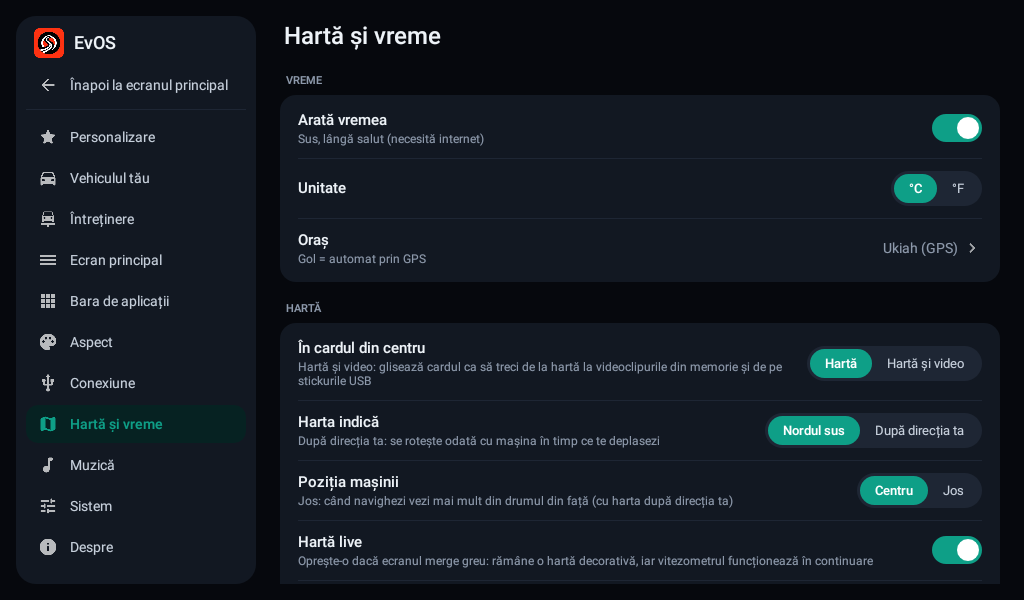 EvOS
Înapoi la ecranul principal
Personalizare
Vehiculul tău
Întreținere
Ecran principal
Bara de aplicații
Aspect
Conexiune
Hartă și vreme
Muzică
Sistem
Despre
Hartă și vreme
VREME
Arată vremea
Sus, lângă salut (necesită internet)
Unitate
°C °F
Oraș
Gol = automat prin GPS
Ukiah (GPS)
HARTĂ
În cardul din centru
Hartă și video: glisează cardul ca să treci de la hartă la videoclipurile din memorie și de pe
stickurile USB
Hartă Hartă și video
Harta indică
După direcția ta: se rotește odată cu mașina în timp ce te deplasezi
Nordul sus După direcția ta
Poziția mașinii
Jos: când navighezi vezi mai mult din drumul din față (cu harta după direcția ta)
Centru Jos
Hartă live
Oprește-o dacă ecranul merge greu: rămâne o hartă decorativă, iar vitezometrul funcționează în continuare